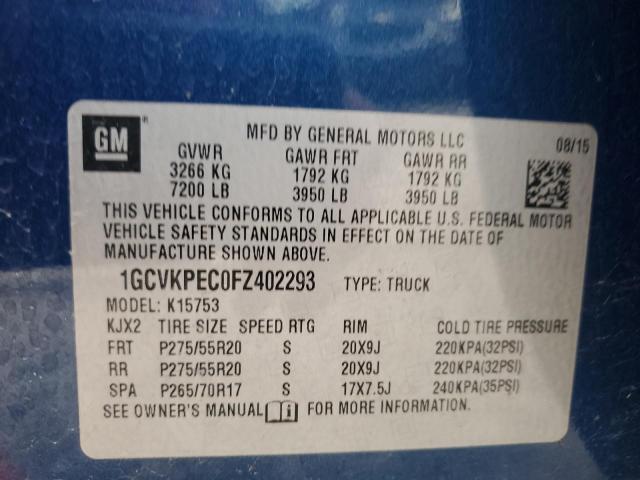 GM
MFD BY GENERAL MOTORS LLC 08/15
GVWR GAWR FRT GAWR RR
3266 KG 1792 KG 1792 KG
7200 LB 3950 LB 3950 LB
THIS VEHICLE CONFORMS TO ALL APPLICABLE U.S. FEDERAL MOTOR
VEHICLE SAFETY STANDARDS IN EFFECT ON THE DATE OF
MANUFACTURE SHOWN ABOVE.
1GCVKPEC0FZ402293 TYPE: TRUCK
MODEL: K15753
KJX2 TIRE SIZE SPEED RTG RIM COLD TIRE PRESSURE
FRT P275/55R20 S 20X9J 220KPA(32PSI)
RR P275/55R20 S 20X9J 220KPA(32PSI)
SPA P265/70R17 S 17X7.5J 240KPA(35PSI)
SEE OWNER'S MANUAL FOR MORE INFORMATION.